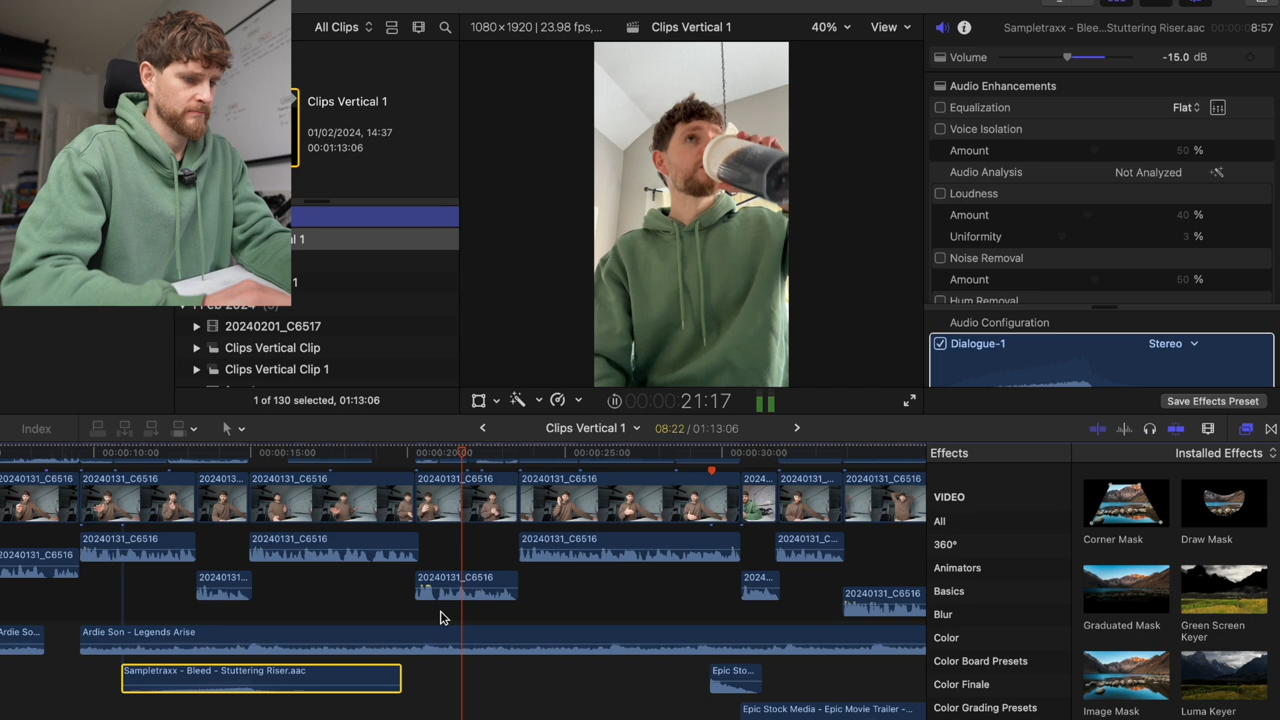 All Clips
1080×1920 | 23.98 fps,...
Clips Vertical 1
40%
View
Sampletraxx - Blee...Stuttering Riser.aac
00:00:08:57
Volume
-15.0 dB
Audio Enhancements
Equalization
Flat
Voice Isolation
Amount
50 %
Audio Analysis
Not Analyzed
Loudness
Amount
40 %
Uniformity
3 %
Noise Removal
Amount
50 %
Hum Removal
Audio Configuration
Dialogue-1
Stereo
Save Effects Preset
Clips Vertical 1
01/02/2024, 14:37
00:01:13:06
l 1
1
20240201_C6517
Clips Vertical Clip
Clips Vertical Clip 1
1 of 130 selected, 01:13:06
00:00:21:17
Index
Clips Vertical 1
08:22 / 01:13:06
00:00:10:00
00:00:15:00
00:00:20:00
00:00:25:00
00:00:30:00
20240131_C6516
20240131_C6516
2024013...
20240131_C6516
20240131_C6516
20240131_C6516
2024...
20240131_...
20240131_C6516
20240131_C6516
20240131_C6516
20240131_C6516
20240131_C...
20240131_C6516
20240131...
20240131_C6516
2024...
20240131_C6516
Ardie So...
Ardie Son - Legends Arise
Sampletraxx - Bleed - Stuttering Riser.aac
Epic Sto...
Epic Stock Media - Epic Movie Trailer -...
Effects
Installed Effects
VIDEO
All
360°
Animators
Basics
Blur
Color
Color Board Presets
Color Finale
Color Grading Presets
Corner Mask
Draw Mask
Graduated Mask
Green Screen
Keyer
Image Mask
Luma Keyer